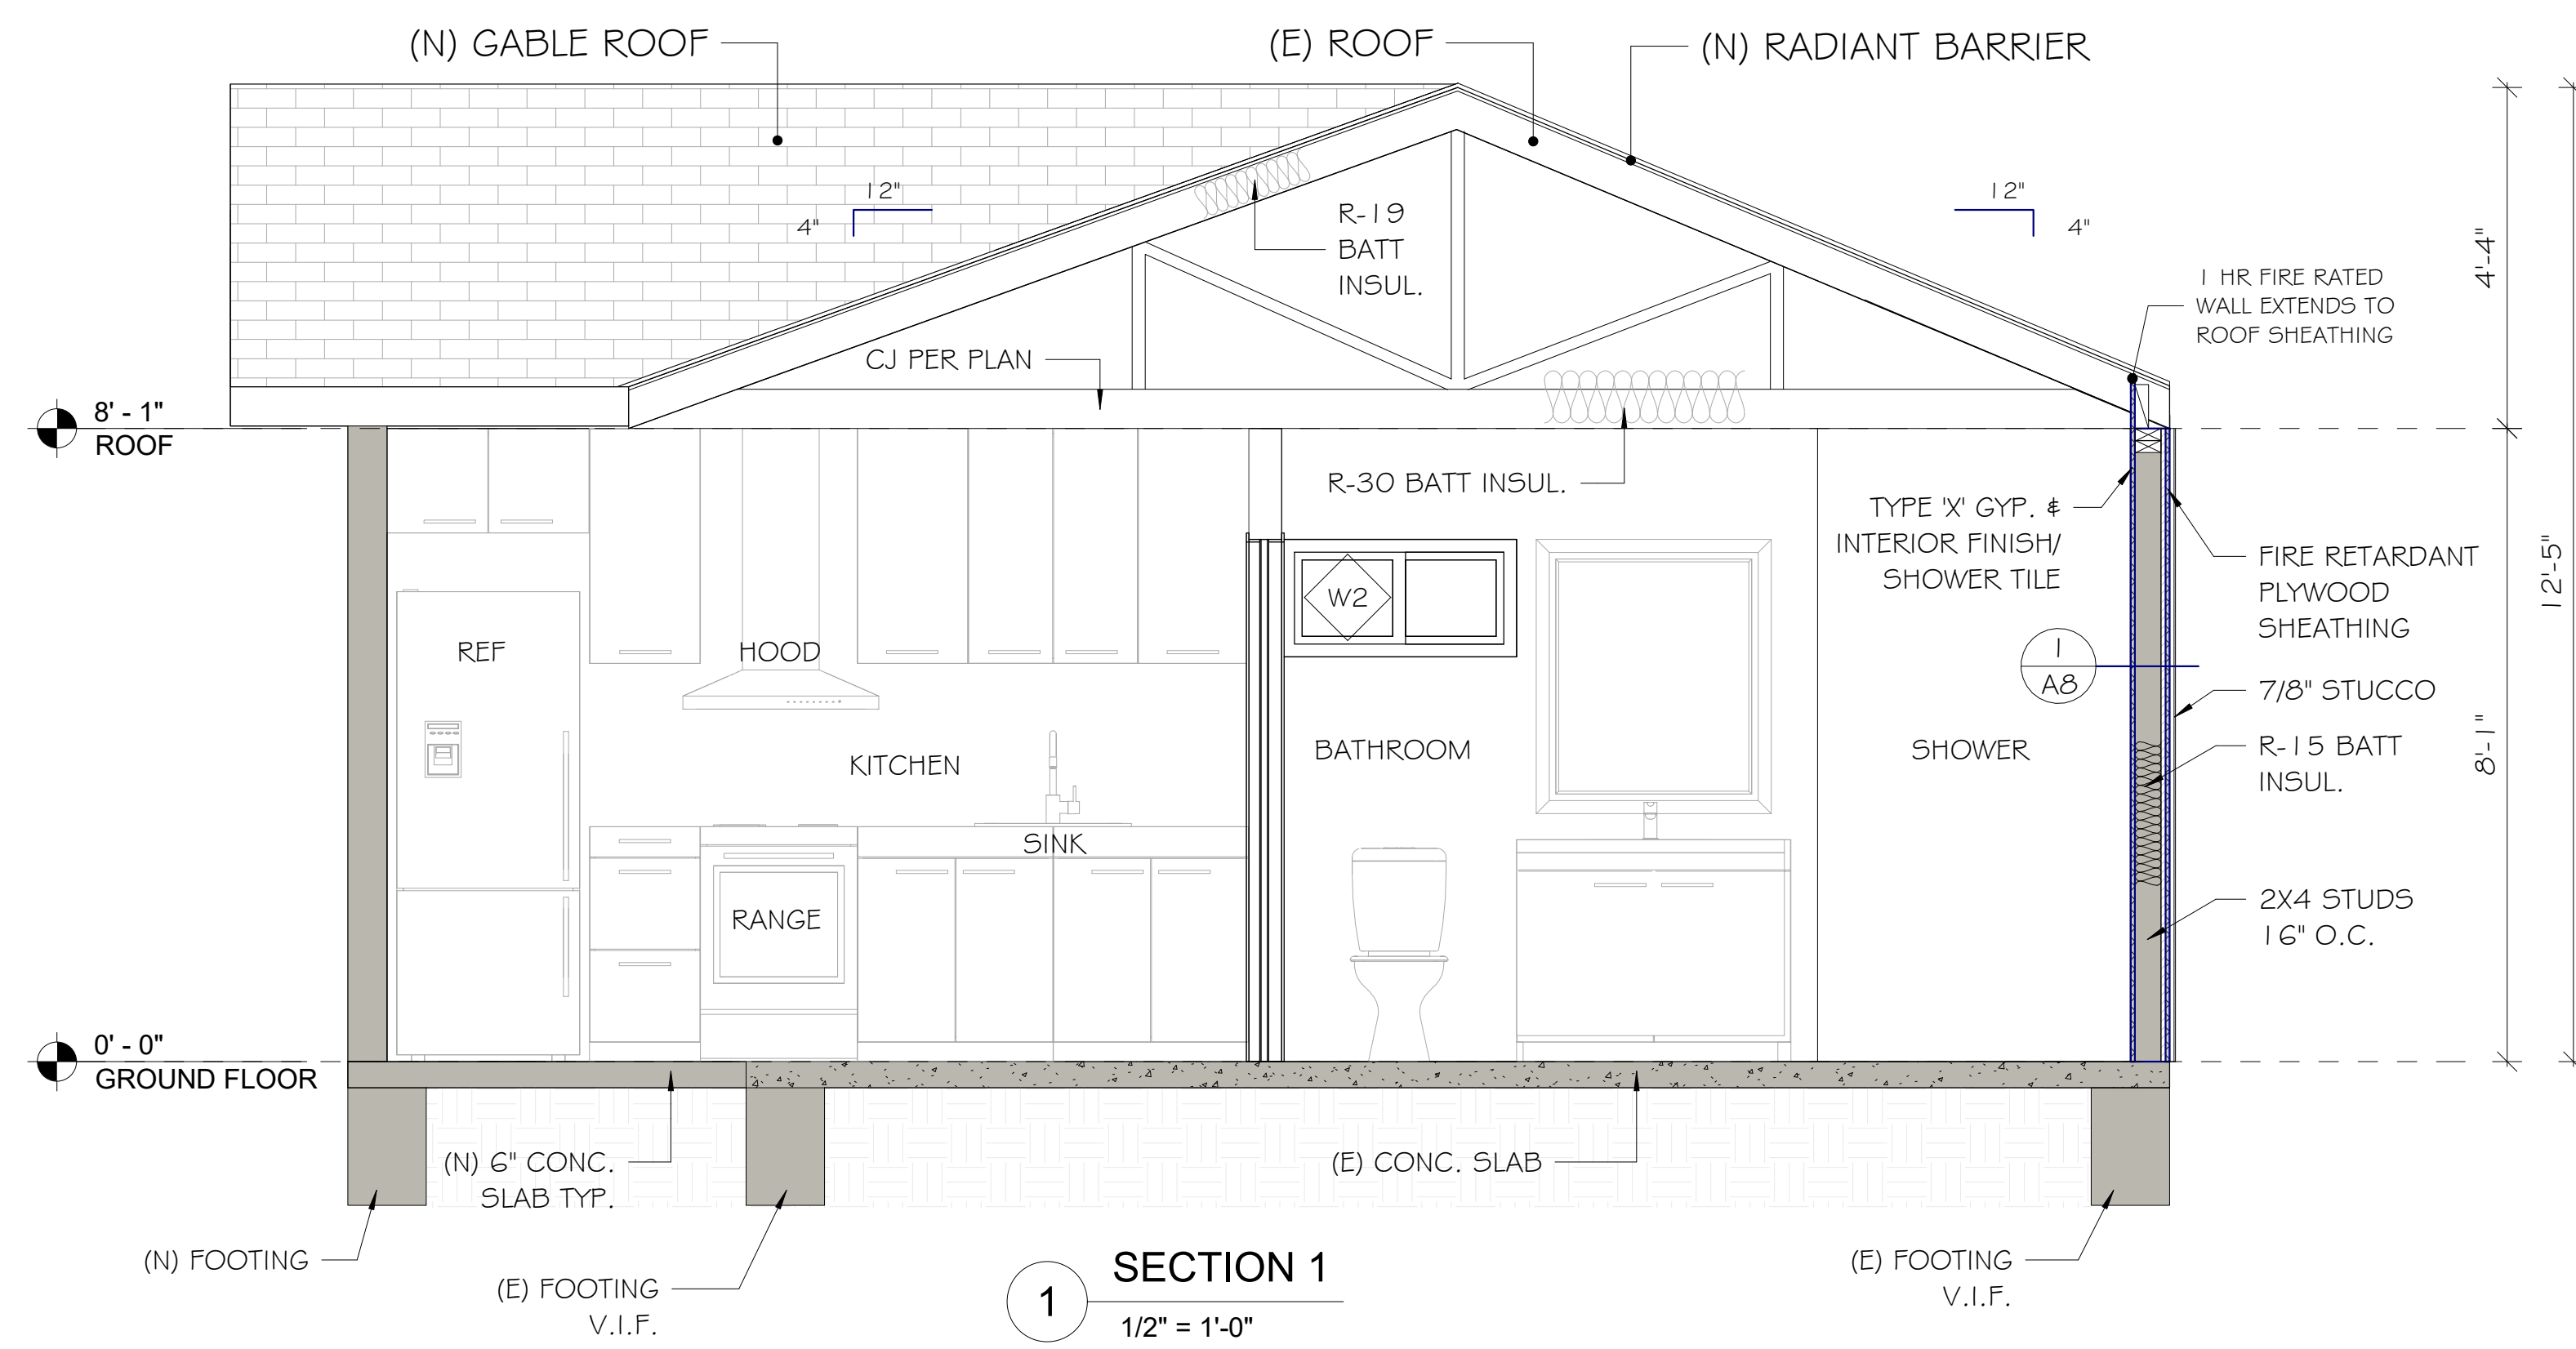 (N) GABLE ROOF
(E) ROOF
(N) RADIANT BARRIER
12"
4"
12"
4"
R-19
BATT
INSUL.
4'-4"
1 HR FIRE RATED
WALL EXTENDS TO
ROOF SHEATHING
CJ PER PLAN
8' - 1"
ROOF
R-30 BATT INSUL.
TYPE 'X' GYP. &
INTERIOR FINISH/
SHOWER TILE
FIRE RETARDANT
PLYWOOD
SHEATHING
12'-5"
W2
REF
HOOD
1
A8
7/8" STUCCO
KITCHEN
BATHROOM
SHOWER
R-15 BATT
INSUL.
8'-1"
SINK
RANGE
2X4 STUDS
16" O.C.
0' - 0"
GROUND FLOOR
(N) 6" CONC.
SLAB TYP.
(E) CONC. SLAB
(N) FOOTING
(E) FOOTING
V.I.F.
(E) FOOTING
V.I.F.
1
SECTION 1
1/2" = 1'-0"